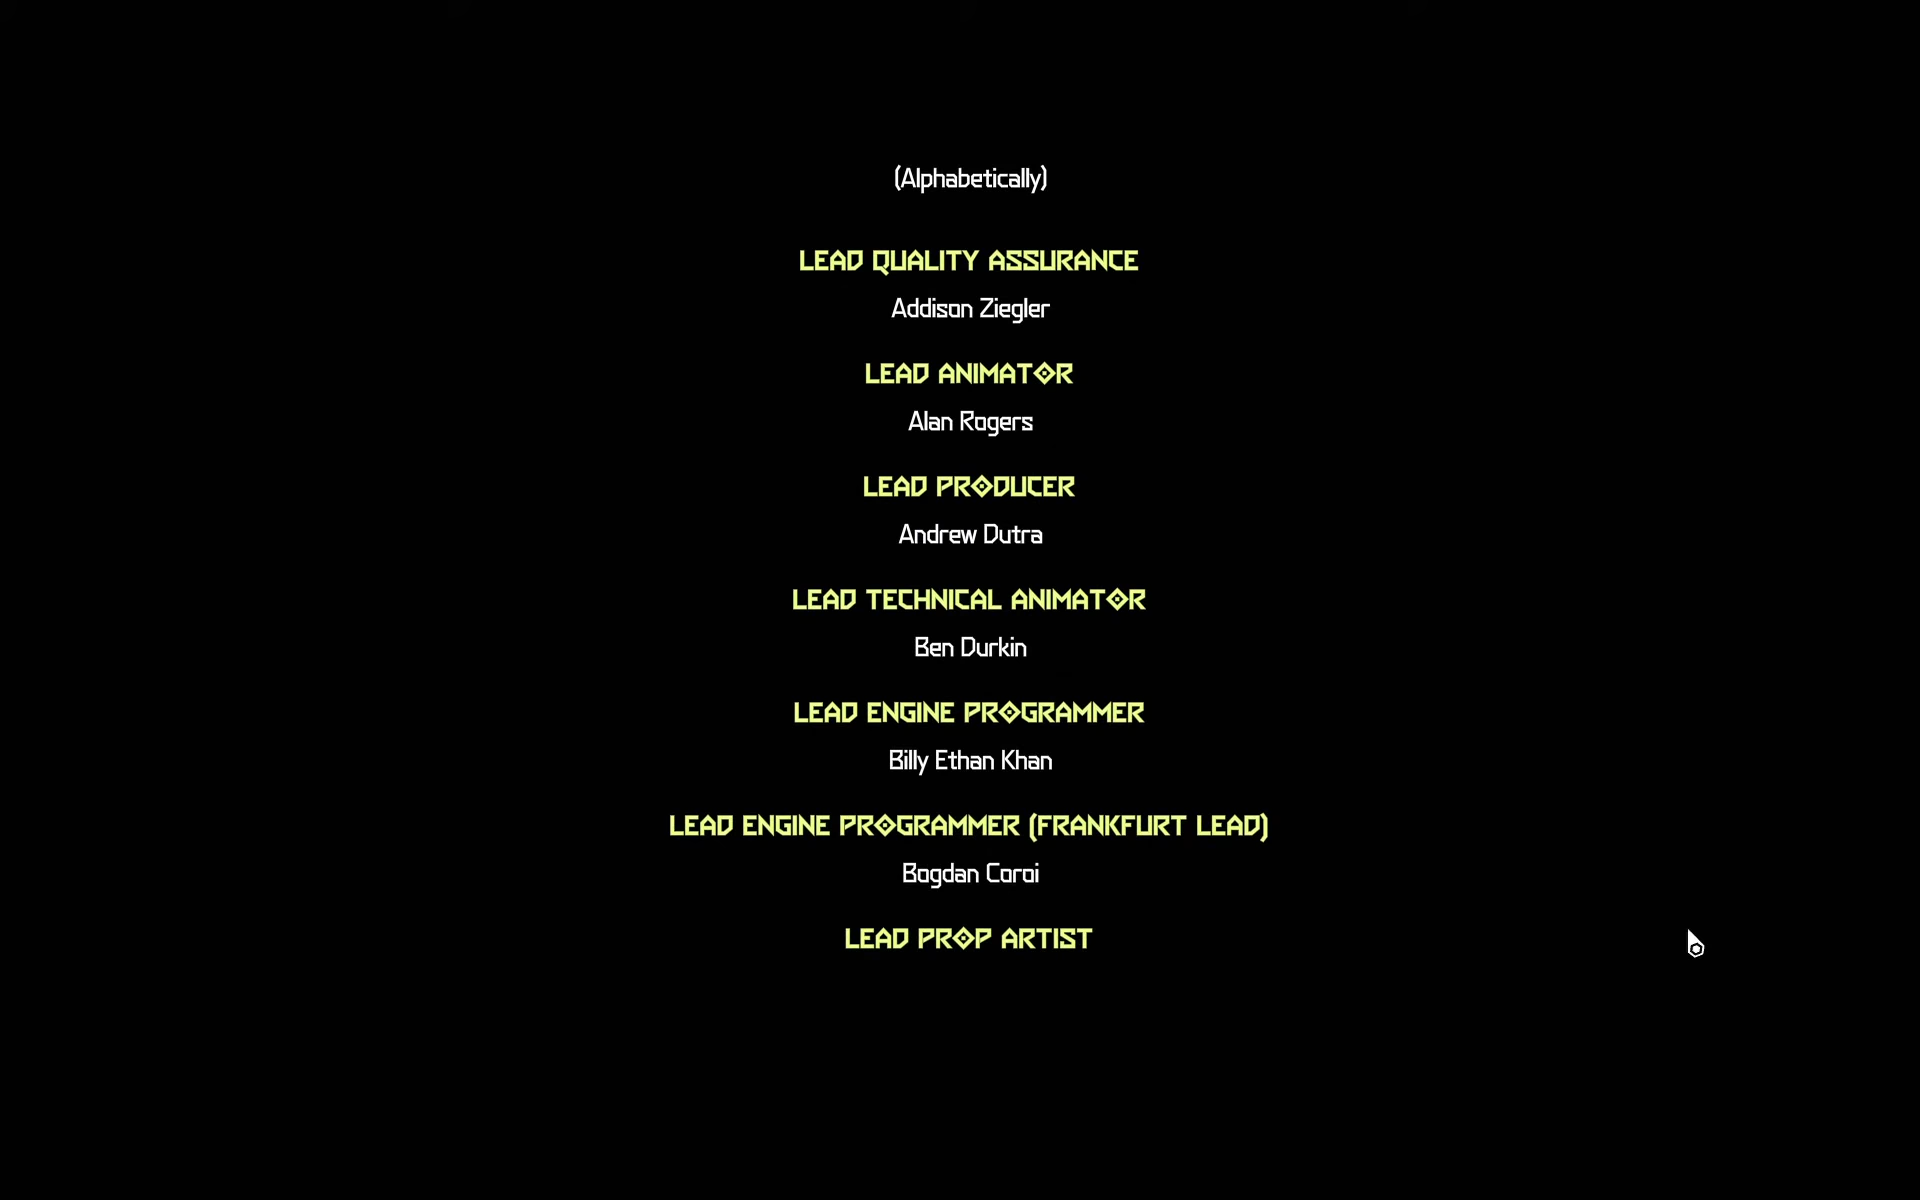 (Alphabetically)
LEAD QUALITY ASSURANCE
Addison Ziegler
LEAD ANIMATOR
Alan Rogers
LEAD PRODUCER
Andrew Dutra
LEAD TECHNICAL ANIMATOR
Ben Durkin
LEAD ENGINE PROGRAMMER
Billy Ethan Khan
LEAD ENGINE PROGRAMMER (FRANKFURT LEAD)
Bogdan Coroi
LEAD PROP ARTIST